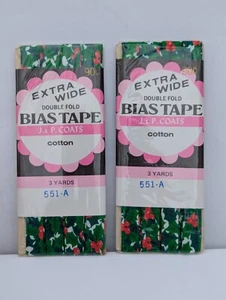 90¢
EXTRA
WIDE
DOUBLE FOLD
BIAS TAPE
J. & P. COATS
cotton
3 YARDS
551-A
EXTRA
WIDE
DOUBLE FOLD
BIAS TAPE
J. & P. COATS
cotton
3 YARDS
551-A